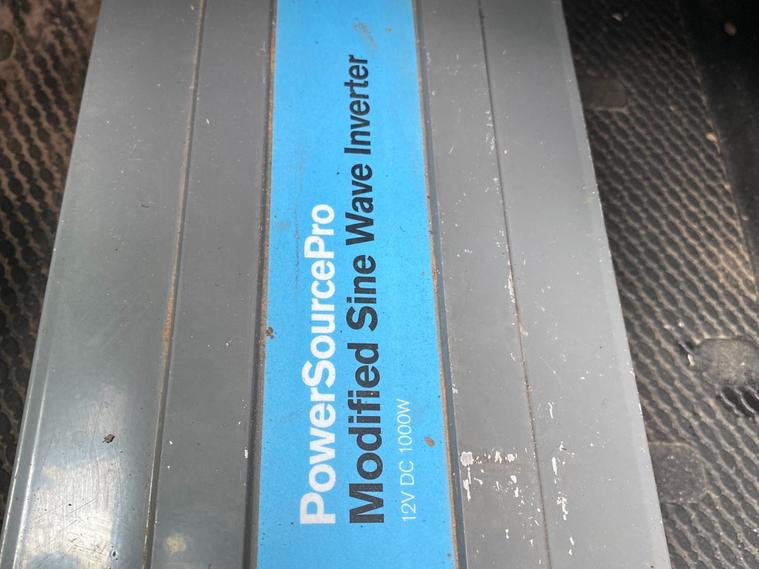 PowerSourcePro
Modified Sine Wave Inverter
12V DC 1000W